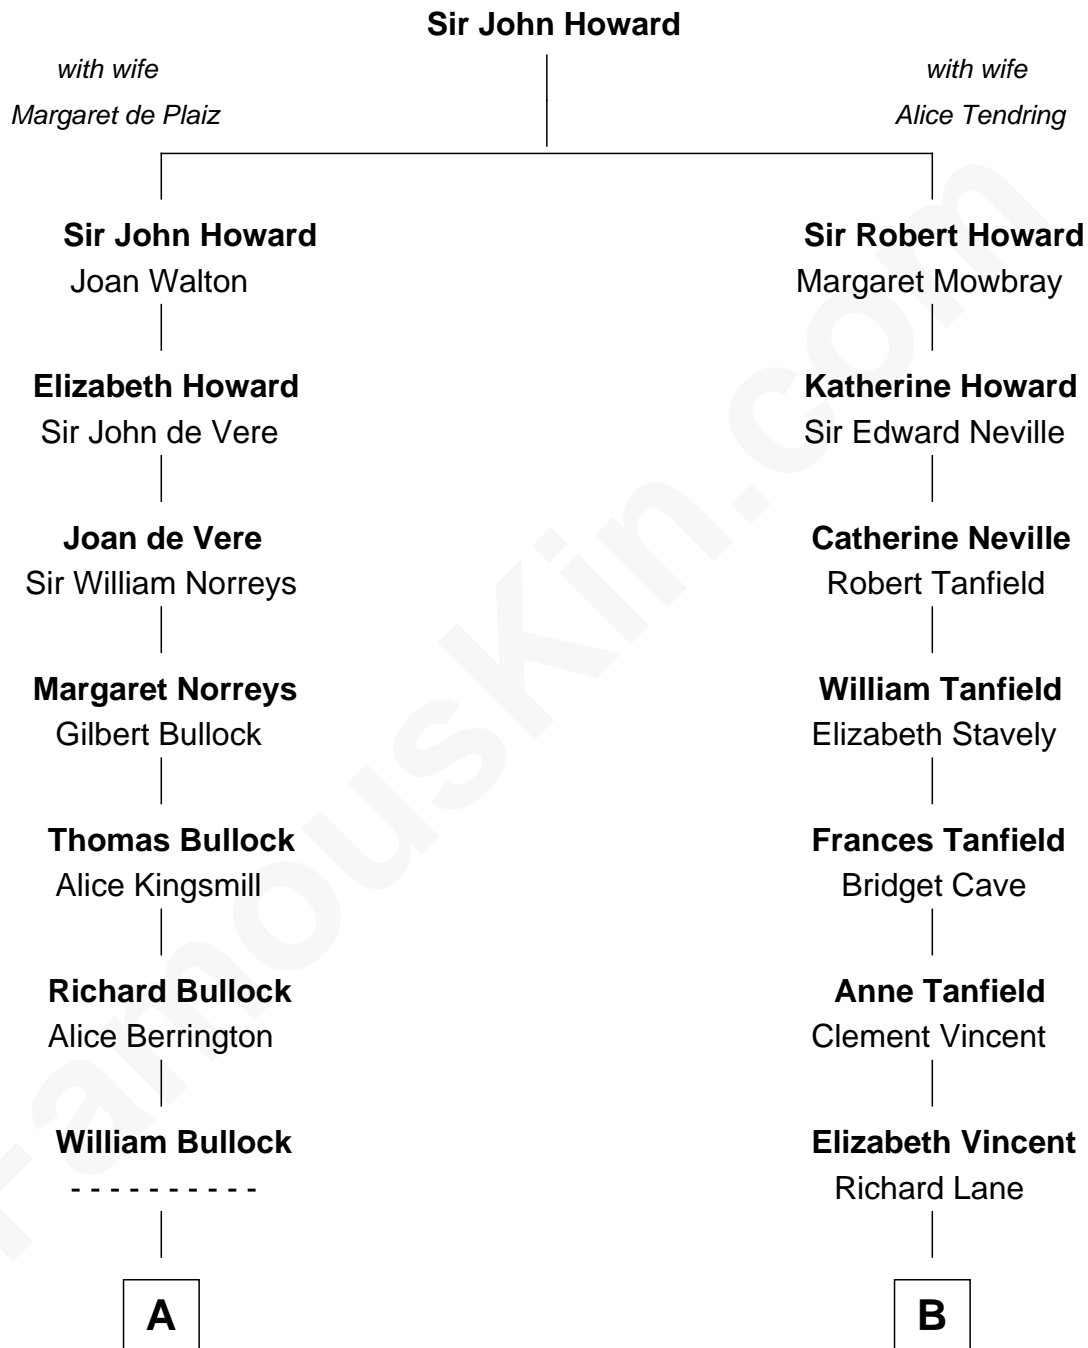 Sir John Howard
with wife
Margaret de Plaiz
with wife
Alice Tendring
Sir John Howard
Joan Walton
Sir Robert Howard
Margaret Mowbray
Elizabeth Howard
Sir John de Vere
Katherine Howard
Sir Edward Neville
Joan de Vere
Sir William Norreys
Catherine Neville
Robert Tanfield
Margaret Norreys
Gilbert Bullock
William Tanfield
Elizabeth Stavely
Thomas Bullock
Alice Kingsmill
Frances Tanfield
Bridget Cave
Richard Bullock
Alice Berrington
Anne Tanfield
Clement Vincent
William Bullock
- - - - - - - - - -
Elizabeth Vincent
Richard Lane
A
B
FamousKin.com